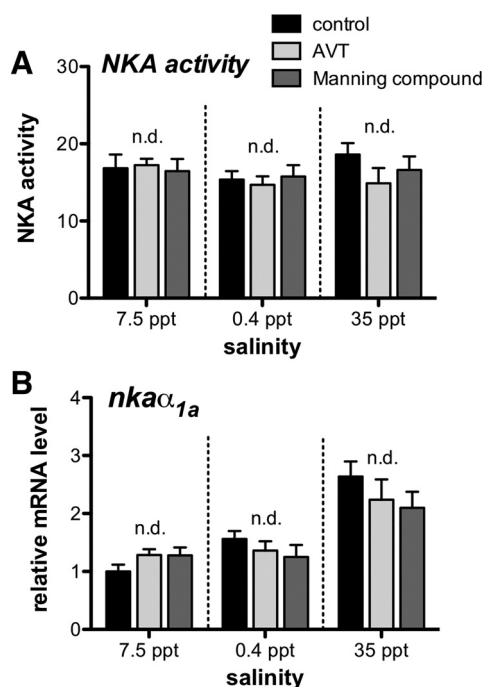 control
AVT
Manning compound
A
NKA activity
30
20
10
0
NKA activity
n.d.
n.d.
n.d.
7.5 ppt
0.4 ppt
35 ppt
salinity
B
nkaα1a
4
3
2
1
0
relative mRNA level
n.d.
n.d.
n.d.
7.5 ppt
0.4 ppt
35 ppt
salinity